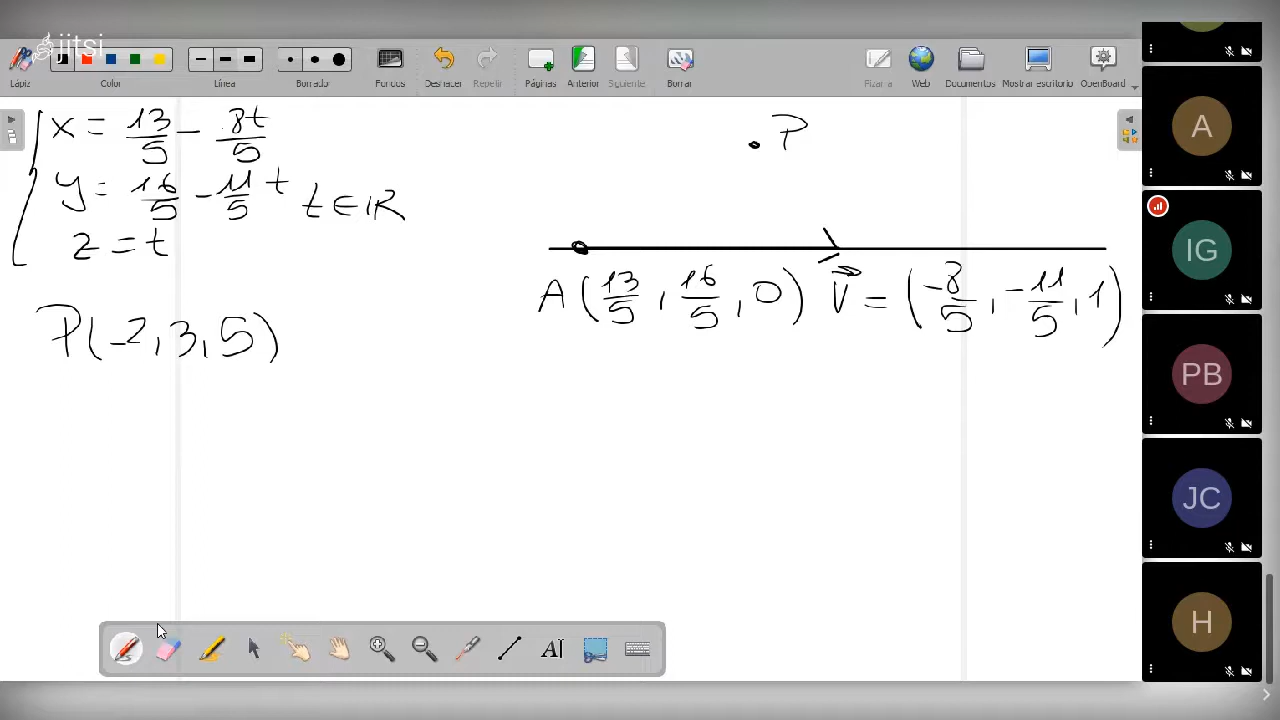 jitsi
Lápiz Color Línea Borrador Fondos Deshacer Repetir Páginas Anterior Siguiente Borrar Pizarra Web Documentos Mostrar escritorio OpenBoard
x = 13/5 - 8t/5
y = 16/5 - 11/5 t t ∈ ℝ
z = t
P(-2,3,5)
. P
A(13/5, 16/5, 0) V⃗ = (-8/5, -11/5, 1)
A
IG
PB
JC
H